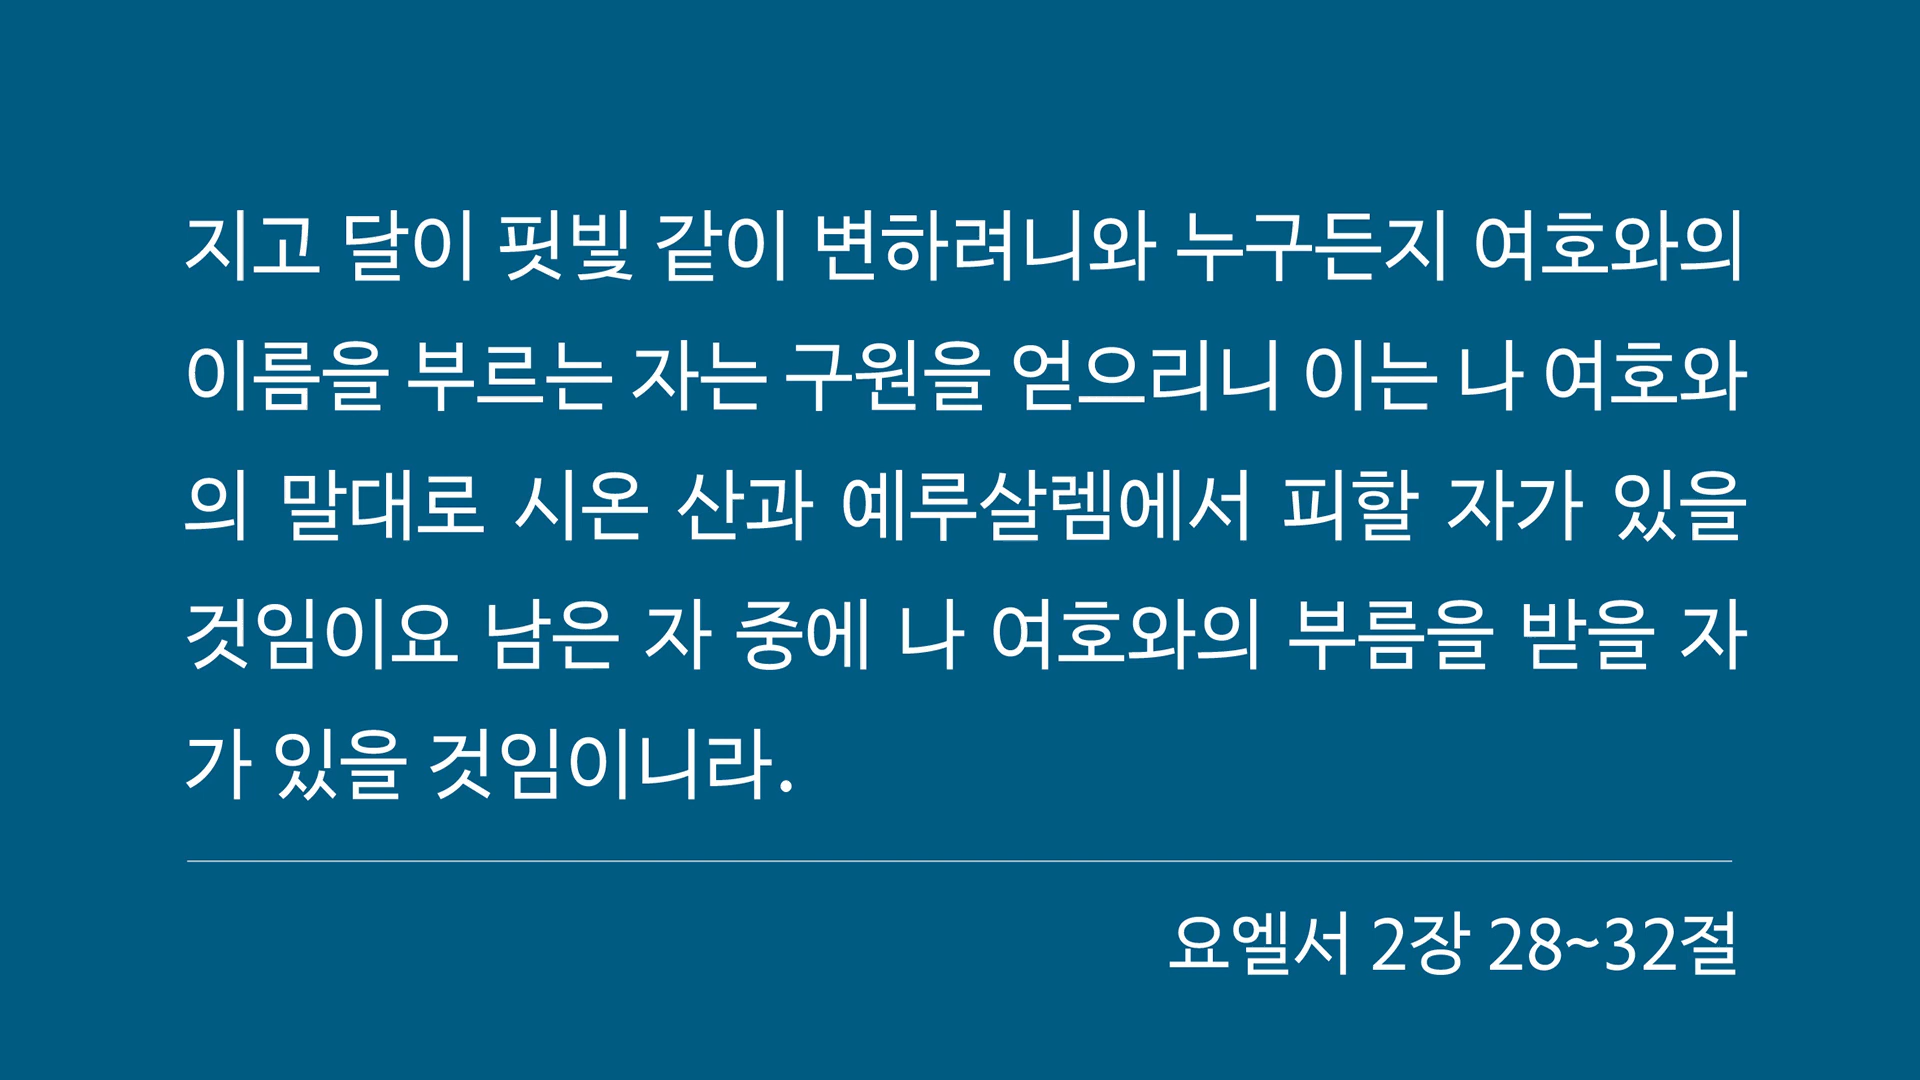 지고 달이 핏빛 같이 변하려니와 누구든지 여호와의
이름을 부르는 자는 구원을 얻으리니 이는 나 여호와
의 말대로 시온 산과 예루살렘에서 피할 자가 있을
것임이요 남은 자 중에 나 여호와의 부름을 받을 자
가 있을 것임이니라.
요엘서 2장 28~32절